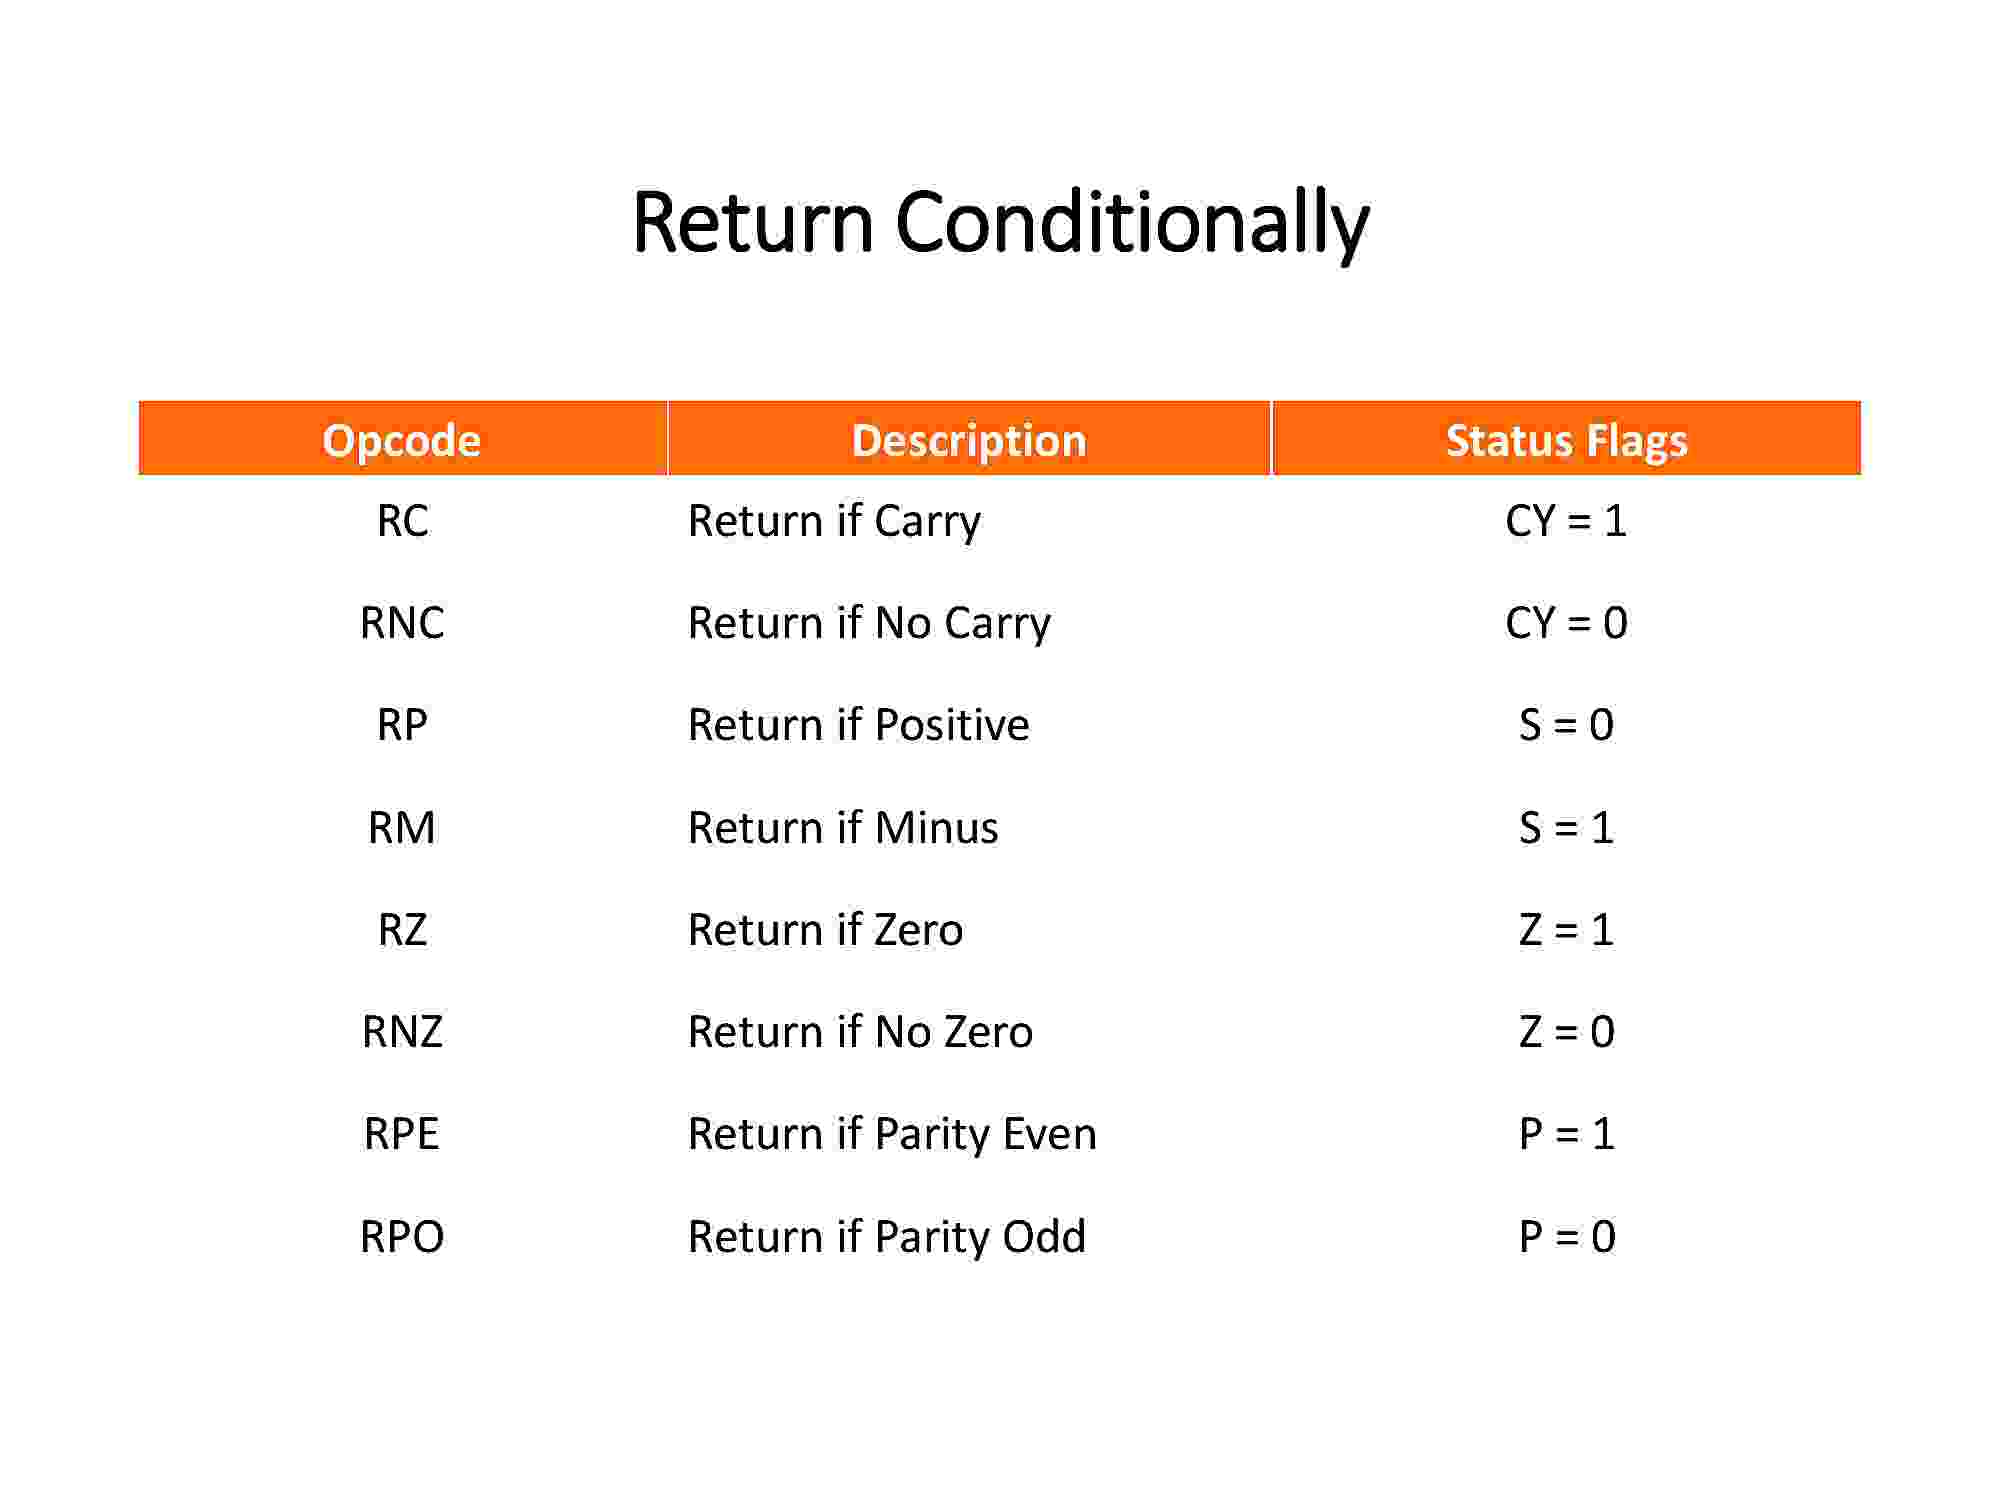 Return Conditionally
Opcode Description Status Flags
RC Return if Carry CY = 1
RNC Return if No Carry CY = 0
RP Return if Positive S = 0
RM Return if Minus S = 1
RZ Return if Zero Z = 1
RNZ Return if No Zero Z = 0
RPE Return if Parity Even P = 1
RPO Return if Parity Odd P = 0